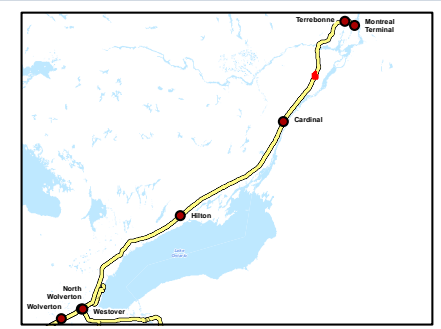 Terrebonne
Montreal
Terminal
Cardinal
Hilton
Lake
Ontario
North
Wolverton
Wolverton
Westover